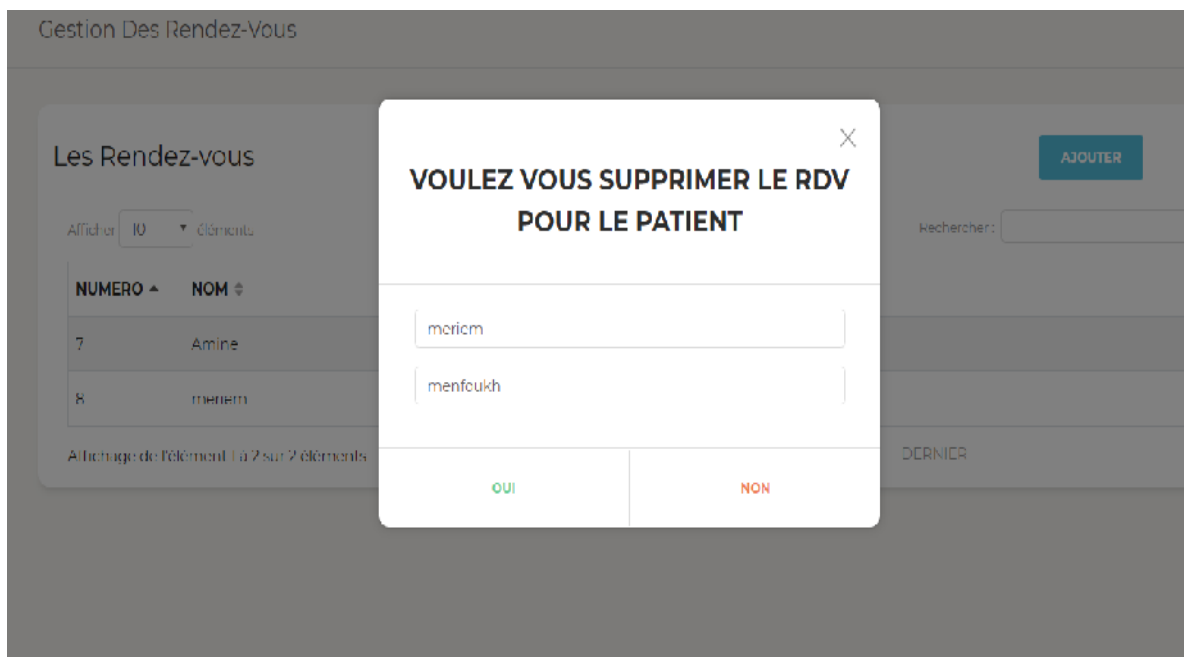 Gestion Des Rendez-Vous
Les Rendez-vous
AJOUTER
Afficher 10 éléments
Rechercher :
NUMERO NOM
7 Amine
8 meriem
Affichage de l'élément 1 à 2 sur 2 éléments
DERNIER
VOULEZ VOUS SUPPRIMER LE RDV
POUR LE PATIENT
meriem
menfoukh
OUI NON